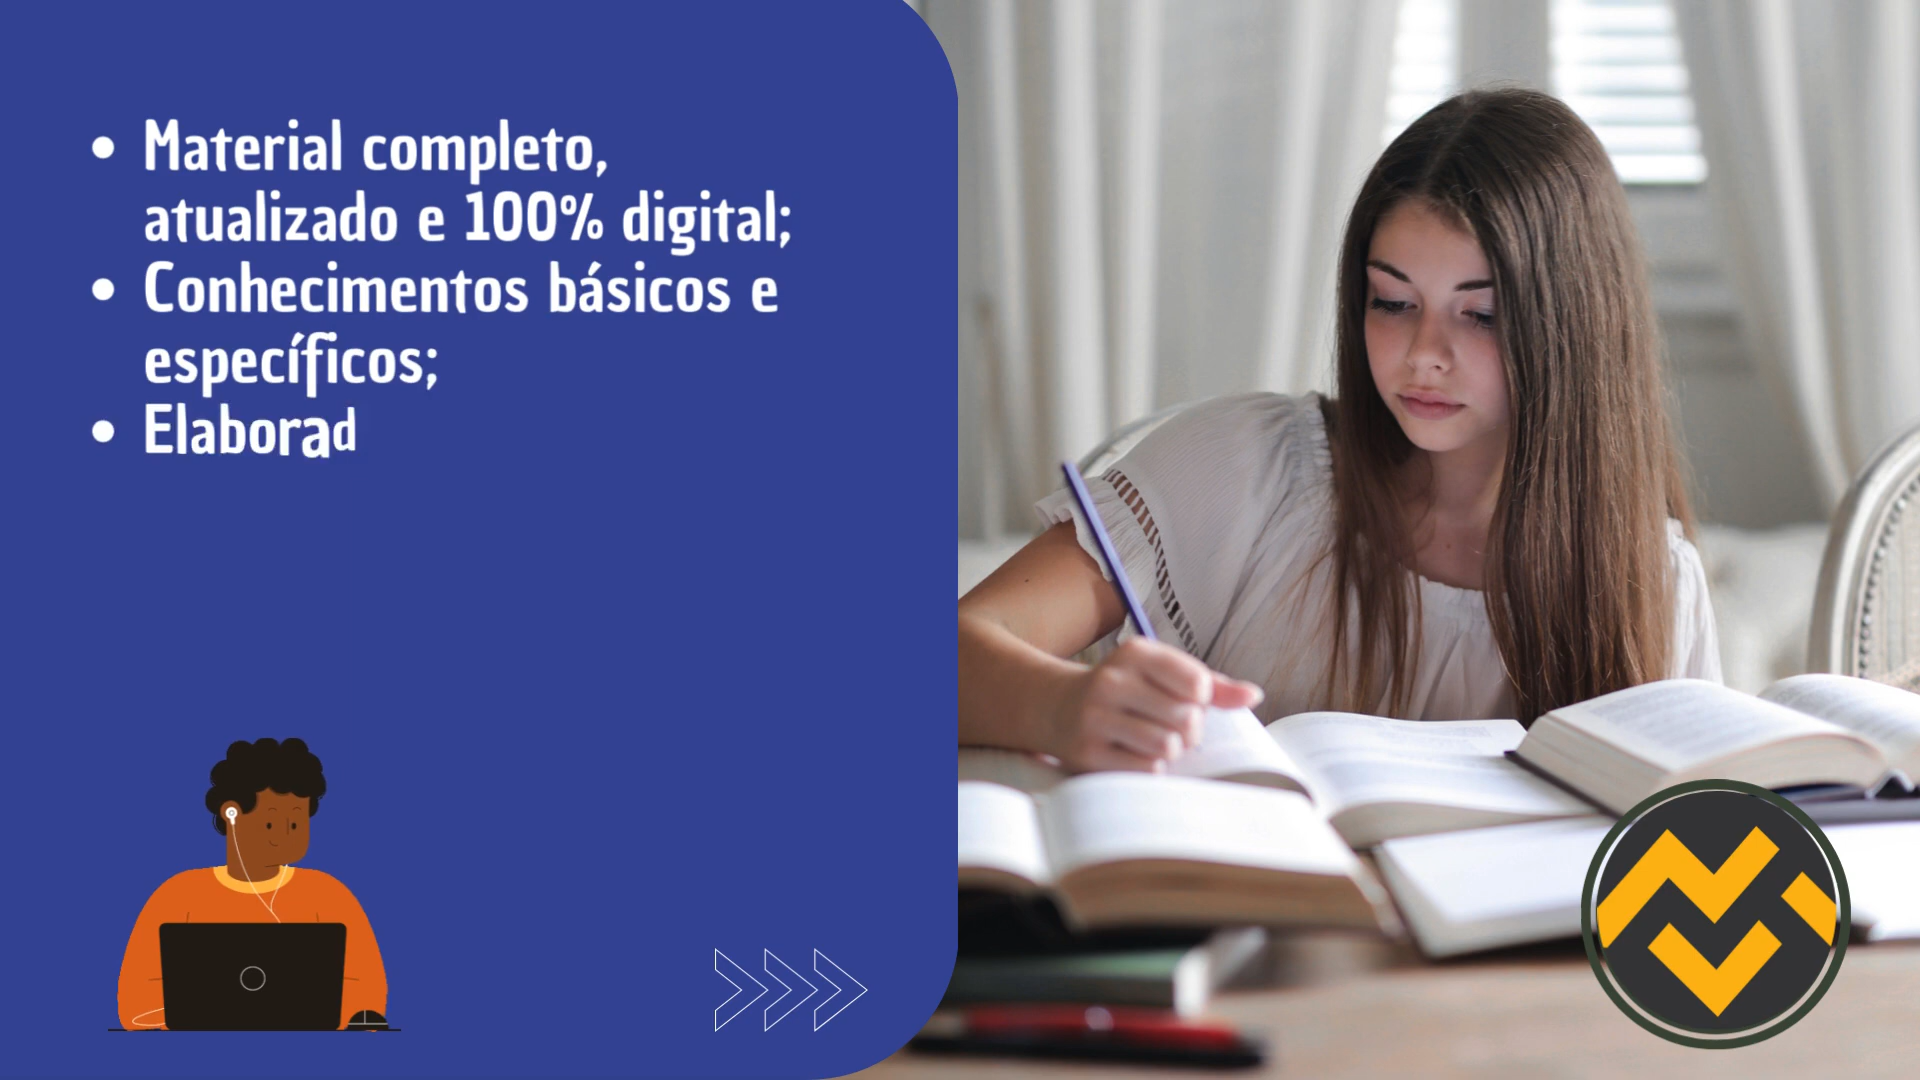 • Material completo,
atualizado e 100% digital;
• Conhecimentos básicos e
específicos;
• Elaborad